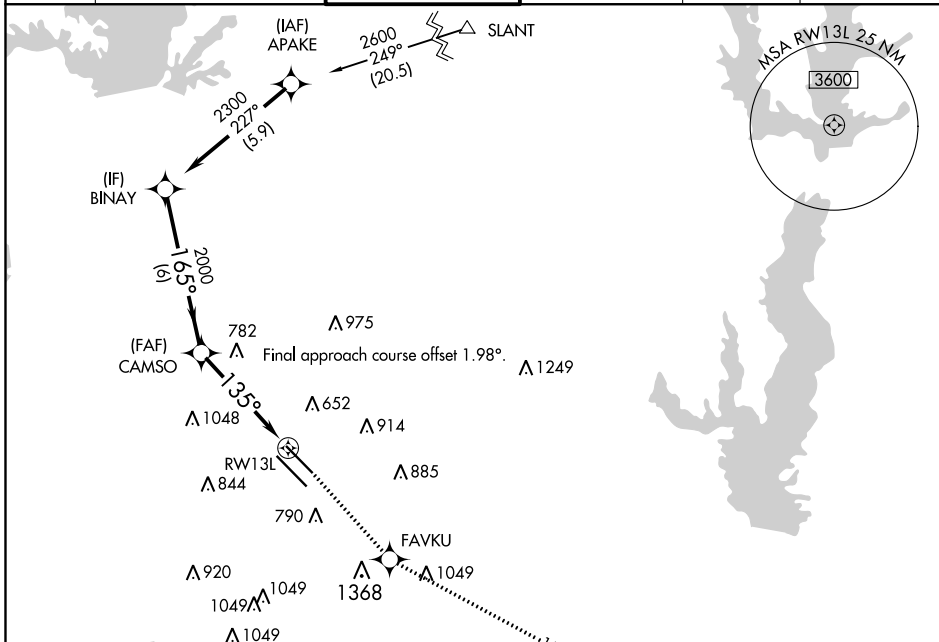 (IAF)
APAKE
2600
249°
(20.5)
SLANT
MSA RW13L 25 NM
3600
2300
227°
(5.9)
(IF)
BINAY
2000
165°
(6)
(FAF)
CAMSO
782
975
Final approach course offset 1.98°.
1249
135°
652
1048
914
RW13L
885
844
790
FAVKU
920
1368
1049
1049
1049
1049